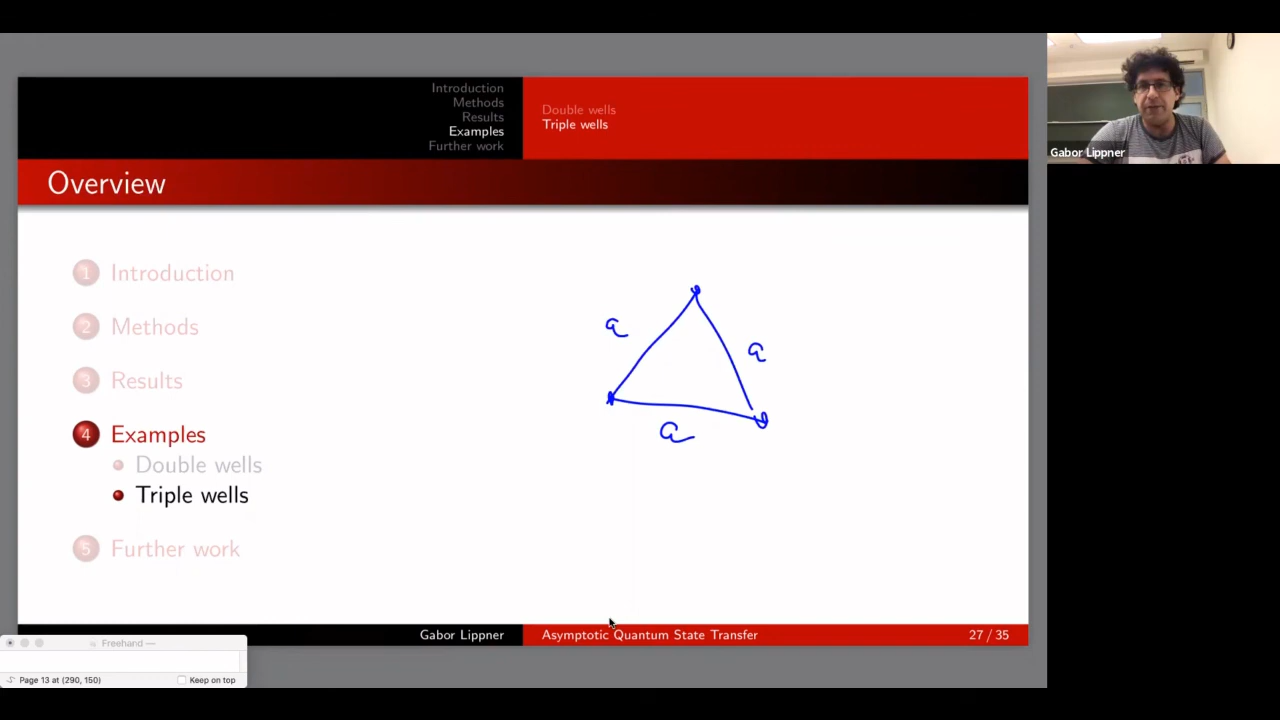 Introduction
Methods
Results
Examples
Further work
Double wells
Triple wells
Overview
1 Introduction
2 Methods
3 Results
4 Examples
Double wells
Triple wells
5 Further work
a
a
a
Gabor Lippner
Asymptotic Quantum State Transfer
27 / 35
Freehand —
Page 13 at (290, 150)
Keep on top
Gabor Lippner